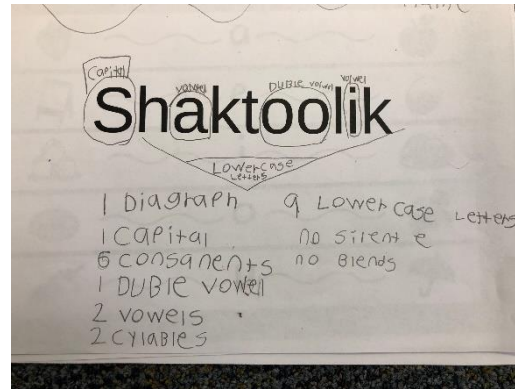 Capital
vowel DUBle vowel vowel
Shaktoolik
Lowercase
Letters
1 Diagraph 9 Lowercase Letters
1 Capital no silent e
6 consanents no Blends
1 DUBle vowel
2 vowels
2 cylables